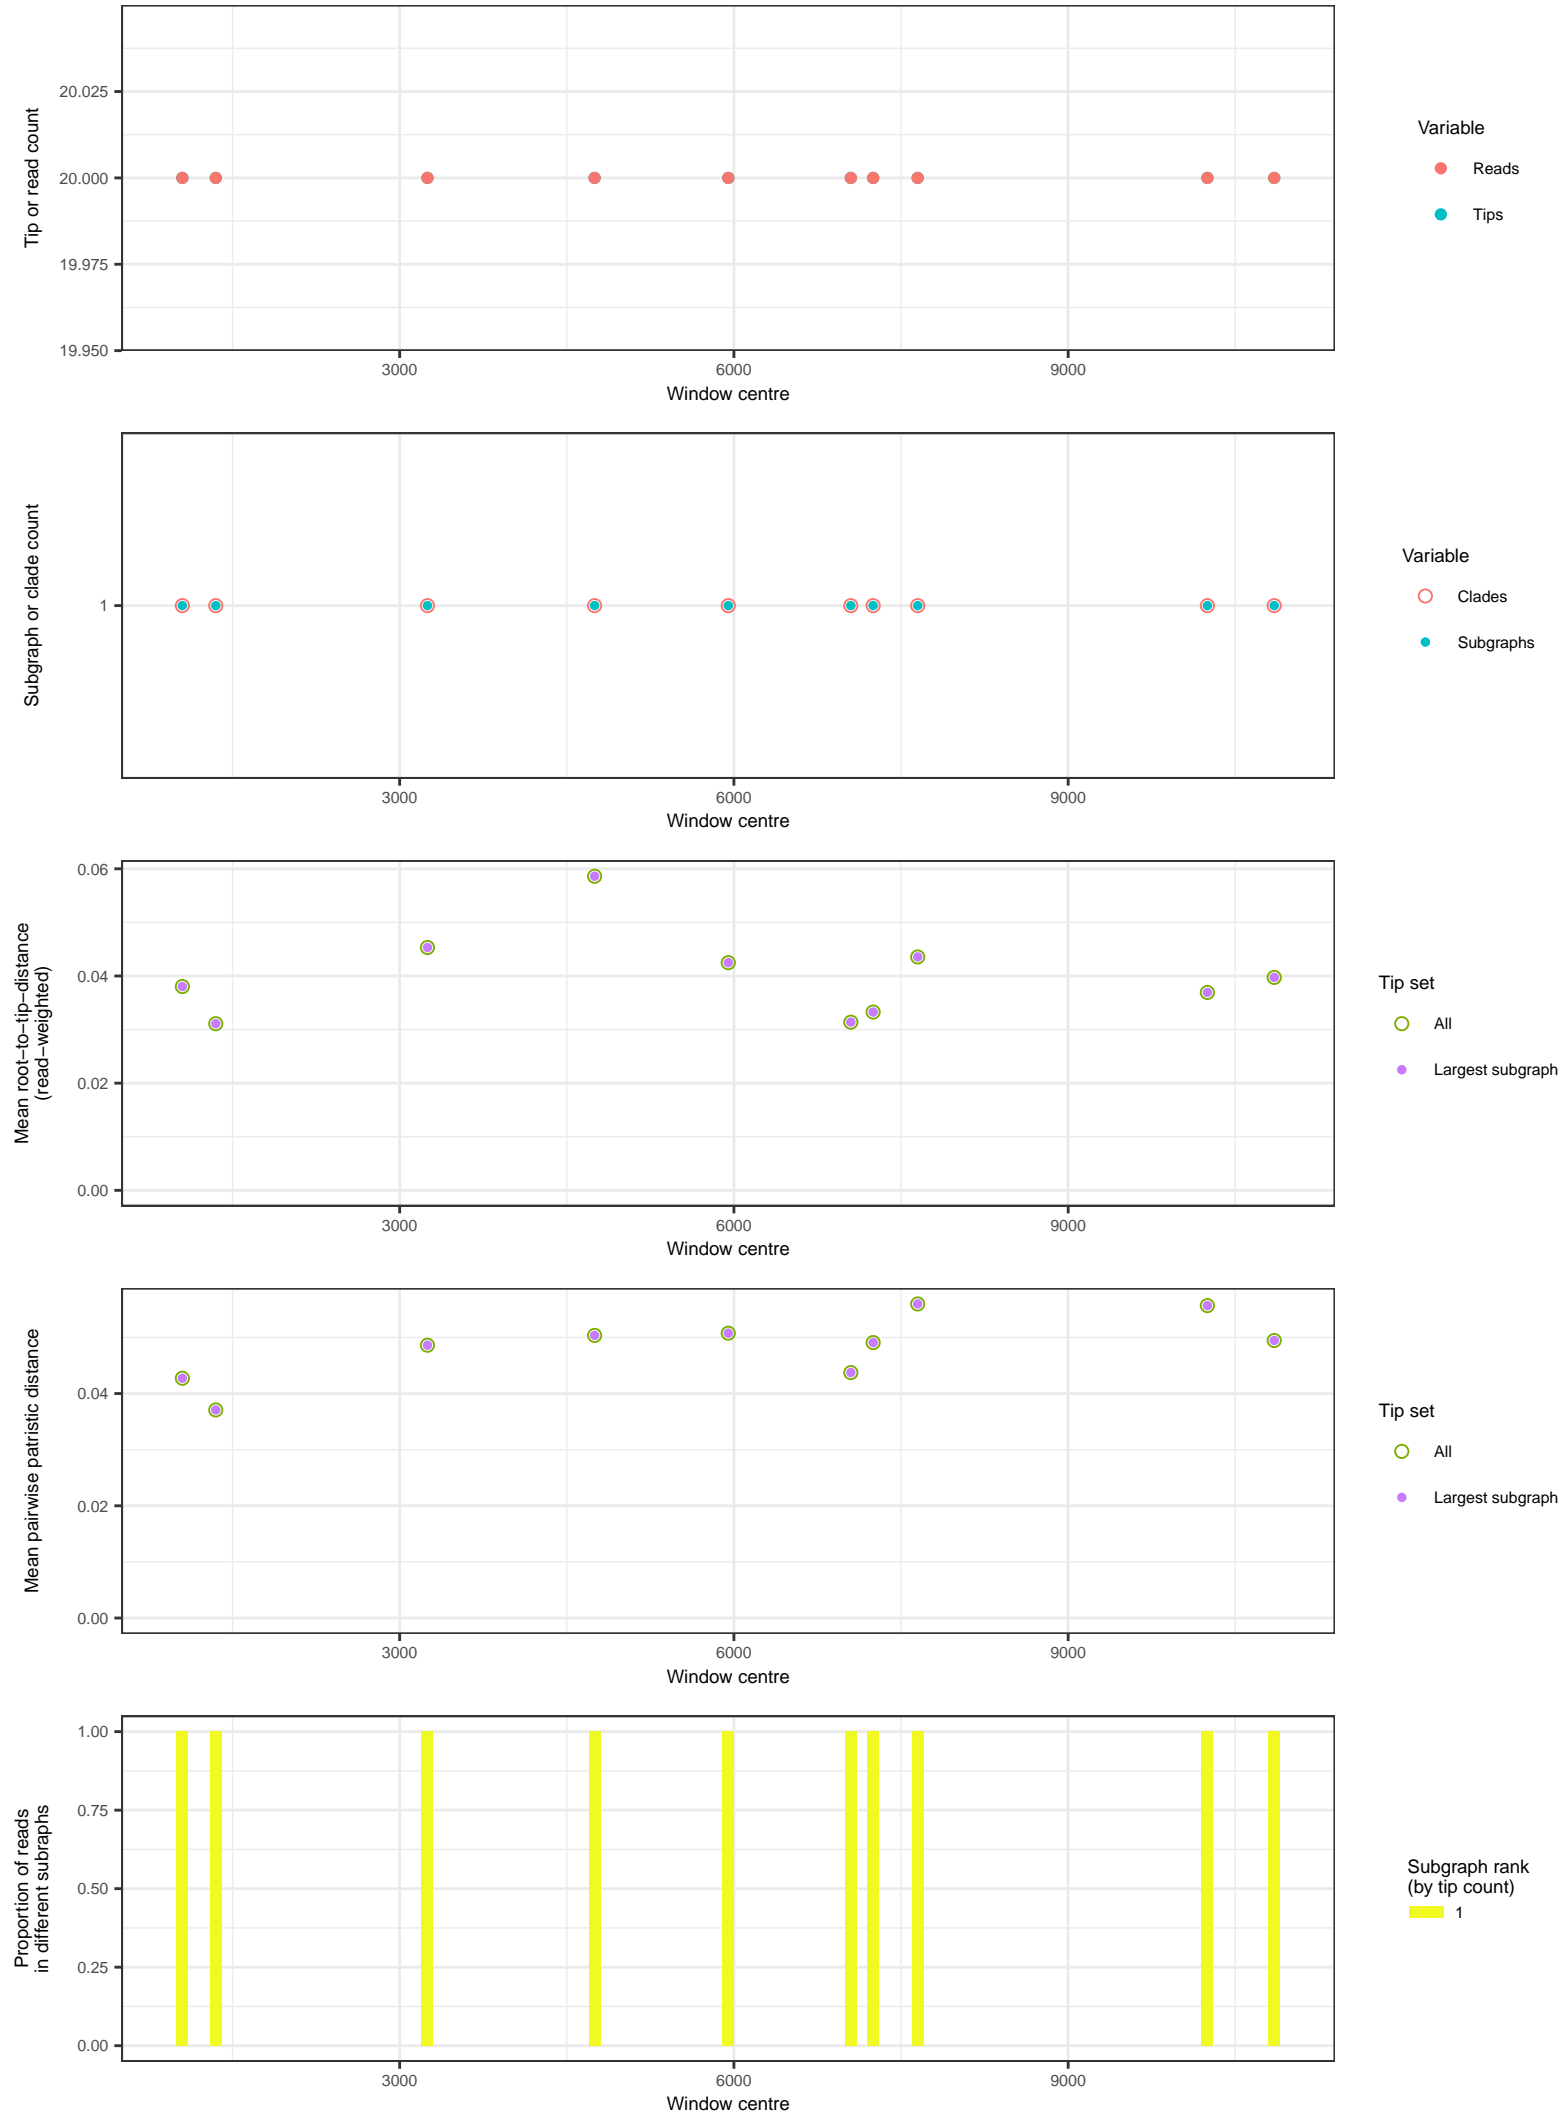 20.025
20.000
19.975
19.950
Tip or read count
3000 6000 9000
Window centre
Variable
Reads
Tips
1
Subgraph or clade count
3000 6000 9000
Window centre
Variable
Clades
Subgraphs
0.06
0.04
0.02
0.00
Mean root−to−tip−distance
(read−weighted)
3000 6000 9000
Window centre
Tip set
All
Largest subgraph
0.04
0.02
0.00
Mean pairwise patristic distance
3000 6000 9000
Window centre
Tip set
All
Largest subgraph
1.00
0.75
0.50
0.25
0.00
Proportion of reads
in different subraphs
3000 6000 9000
Window centre
Subgraph rank
(by tip count)
1